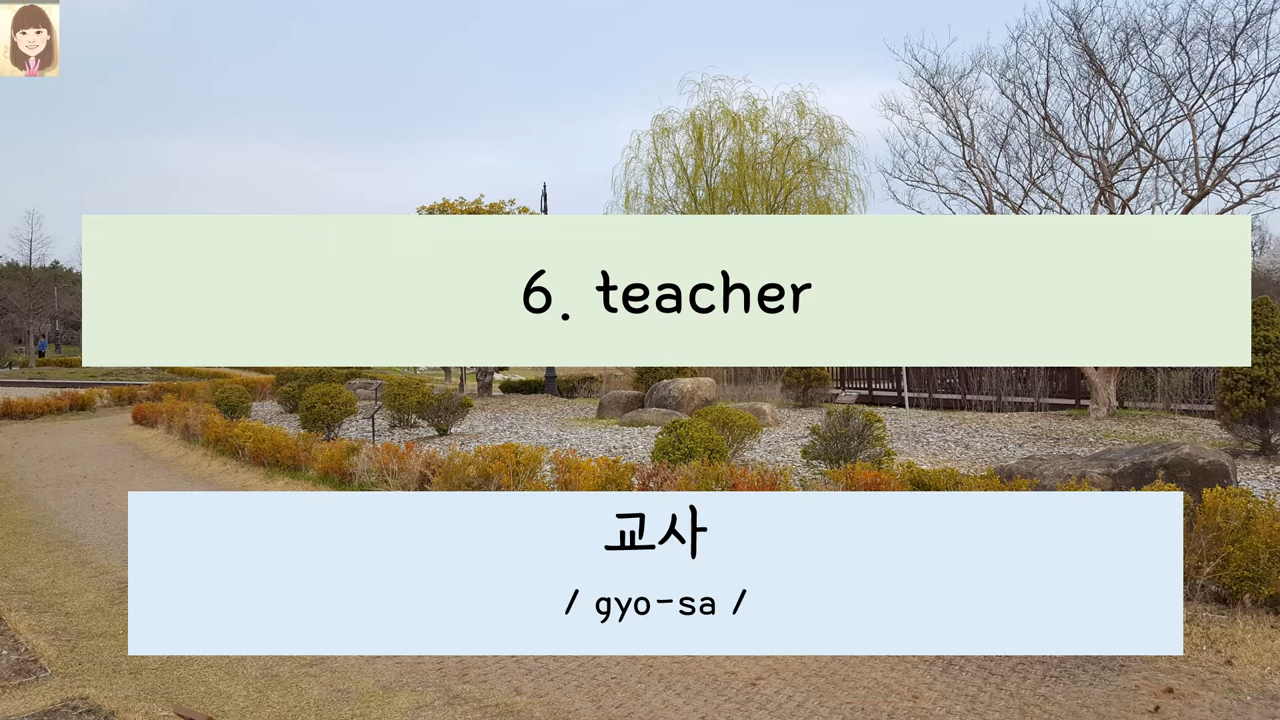 6. teacher
교사
/ gyo-sa /